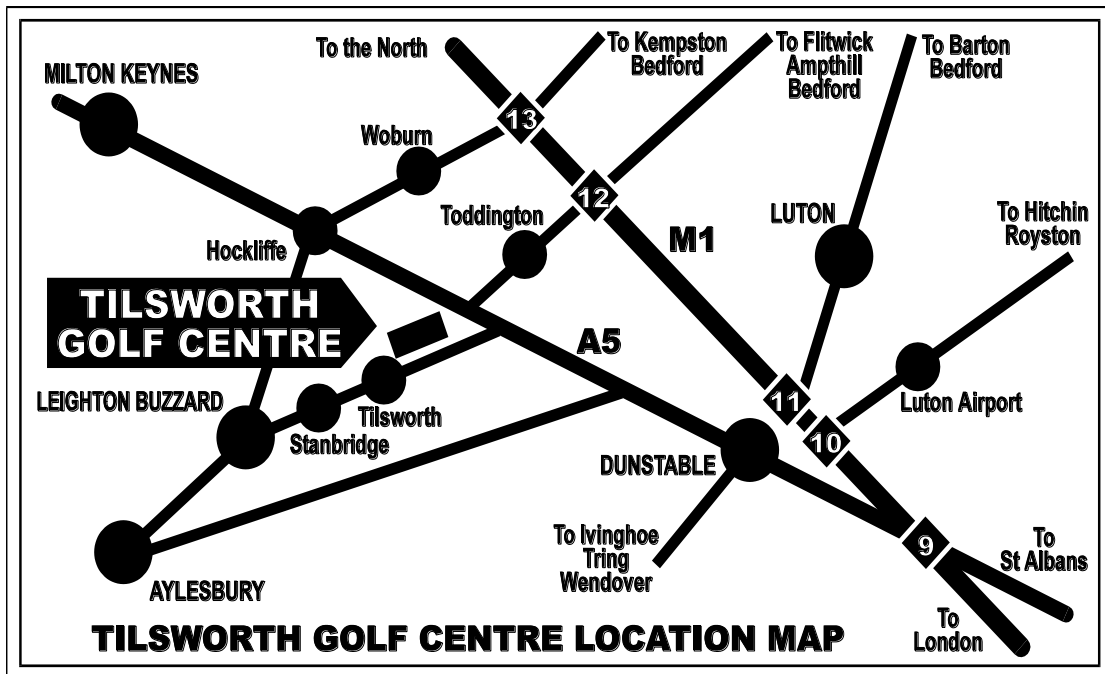 To the North
To Kempston
Bedford
To Flitwick
Ampthill
Bedford
To Barton
Bedford
MILTON KEYNES
13
Woburn
12
Toddington
LUTON
To Hitchin
Royston
Hockliffe
M1
TILSWORTH
GOLF CENTRE
A5
LEIGHTON BUZZARD
11
Luton Airport
Tilsworth
Stanbridge
10
DUNSTABLE
To Ivinghoe
Tring
Wendover
9
To
St Albans
AYLESBURY
To
London
TILSWORTH GOLF CENTRE LOCATION MAP